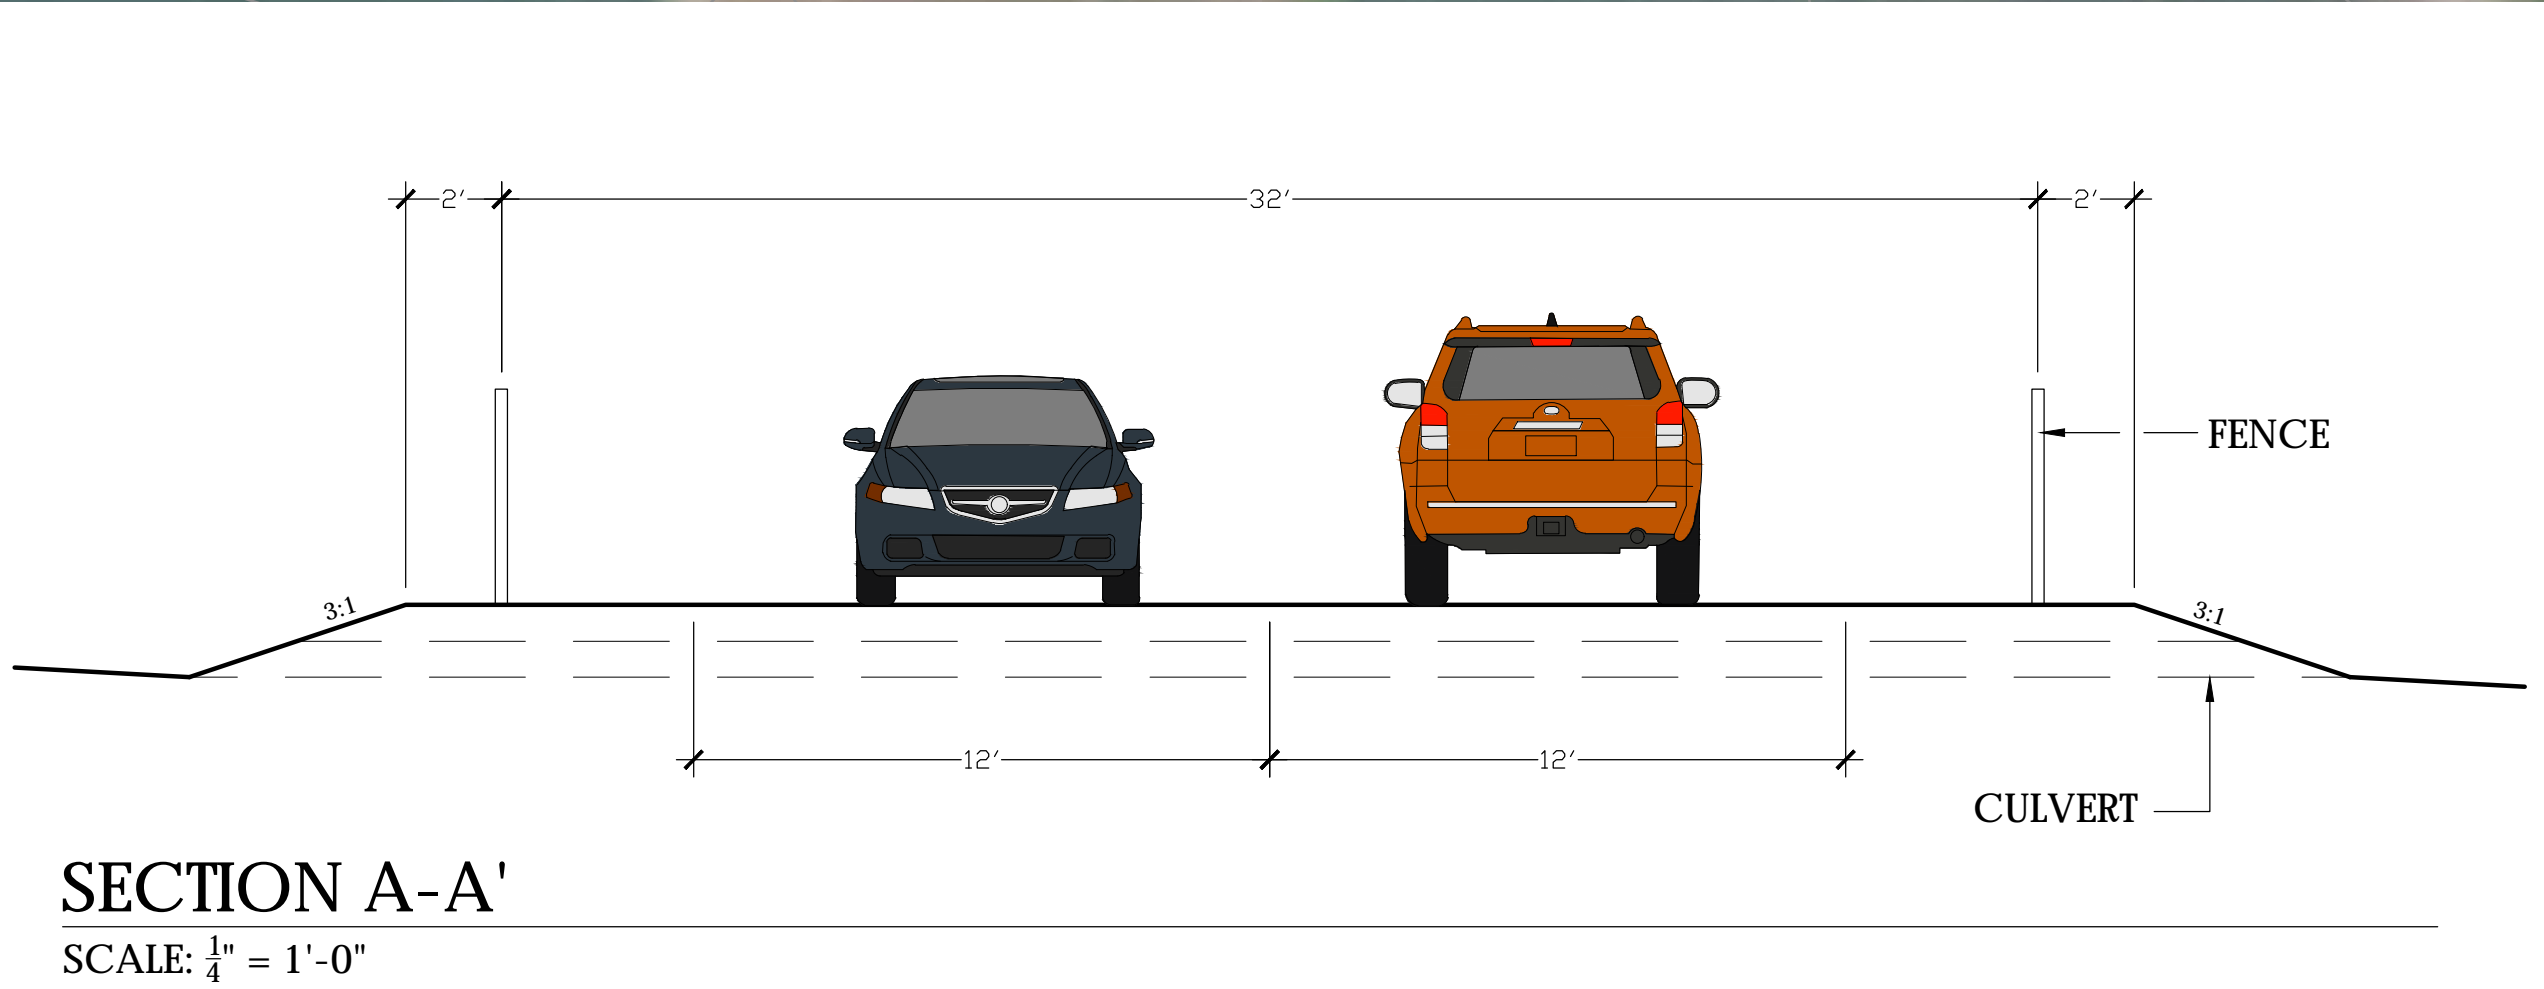 2' 32' 2'
FENCE
3:1 3:1
12' 12'
CULVERT
SECTION A-A'
SCALE: 1/4" = 1'-0"